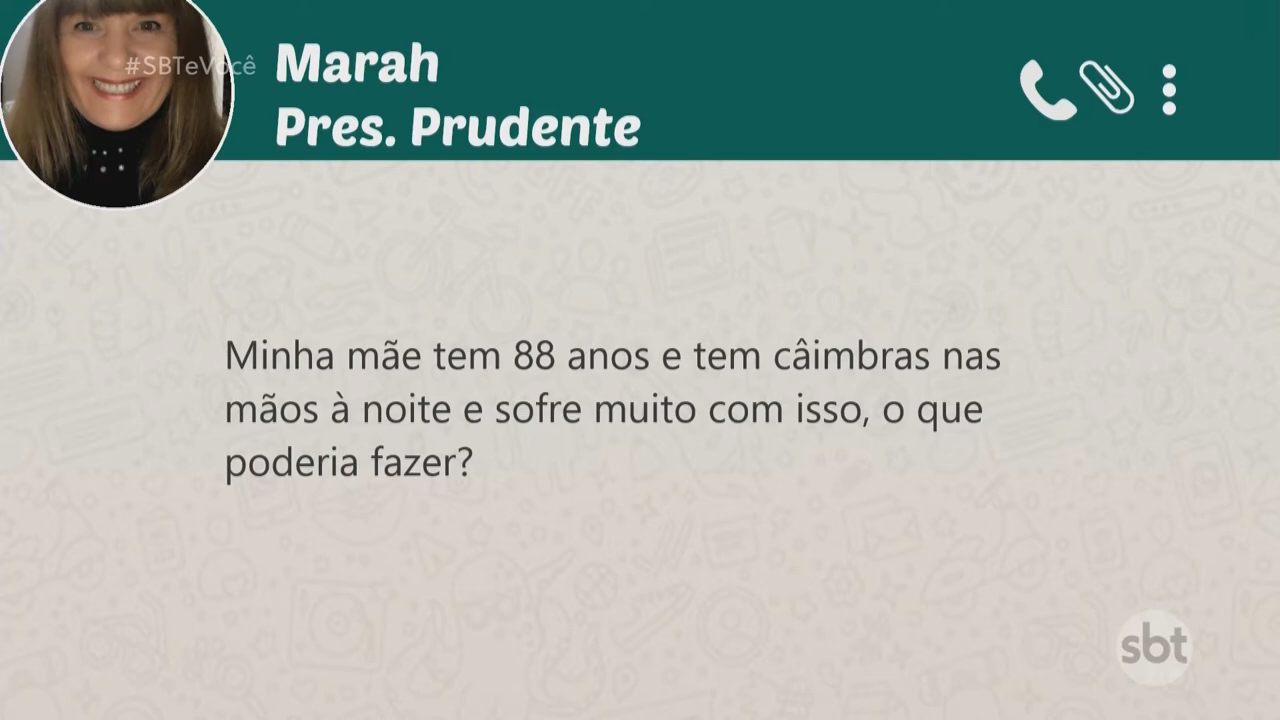 #SBTeVocê
Marah
Pres. Prudente
Minha mãe tem 88 anos e tem câimbras nas
mãos à noite e sofre muito com isso, o que
poderia fazer?
sbt